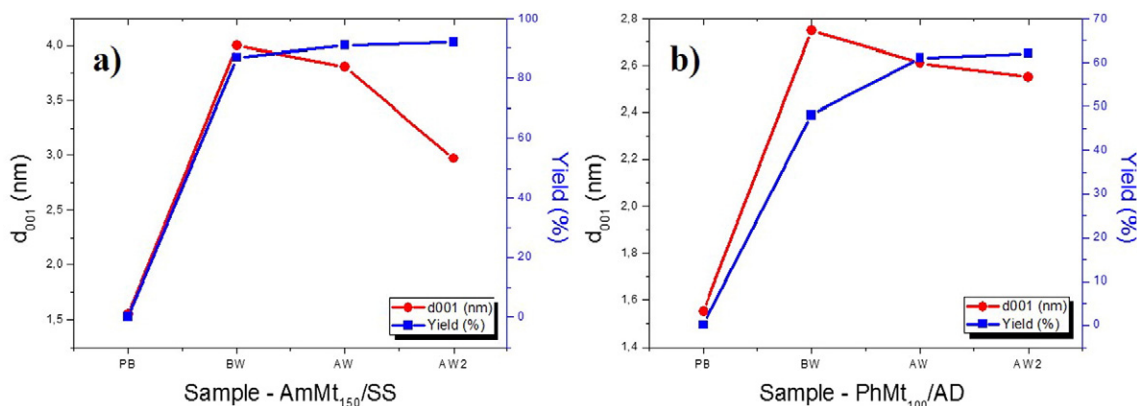 a)
4,0
3,5
3,0
2,5
2,0
1,5
d001 (nm)
100
80
60
40
20
0
Yield (%)
d001 (nm)
Yield (%)
PB BW AW AW2
Sample - AmMt150/SS
b)
2,8
2,6
2,4
2,2
2,0
1,8
1,6
1,4
d001 (nm)
70
60
50
40
30
20
10
0
Yield (%)
d001 (nm)
Yield (%)
PB BW AW AW2
Sample - PhMt100/AD